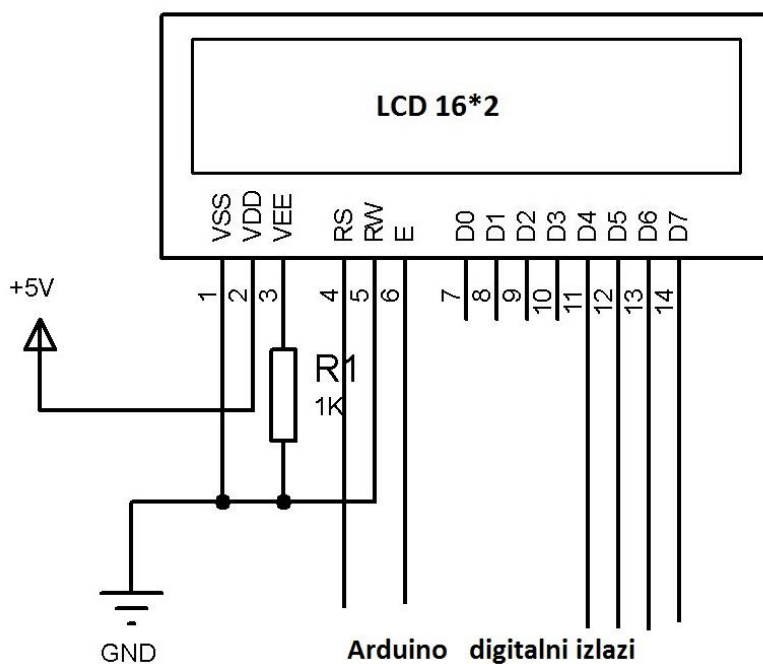 LCD 16*2
VSS
VDD
VEE
RS
RW
E
D0
D1
D2
D3
D4
D5
D6
D7
+5V
1
2
3
4
5
6
7
8
9
10
11
12
13
14
R1
1K
GND
Arduino digitalni izlazi